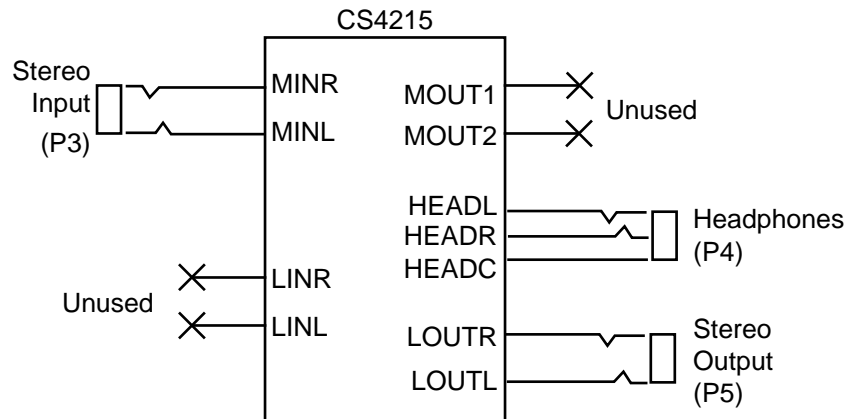 CS4215
Stereo
Input
(P3)
MINR
MINL
MOUT1
MOUT2
Unused
HEADL
HEADR
HEADC
Headphones
(P4)
Unused
LINR
LINL
LOUTR
LOUTL
Stereo
Output
(P5)